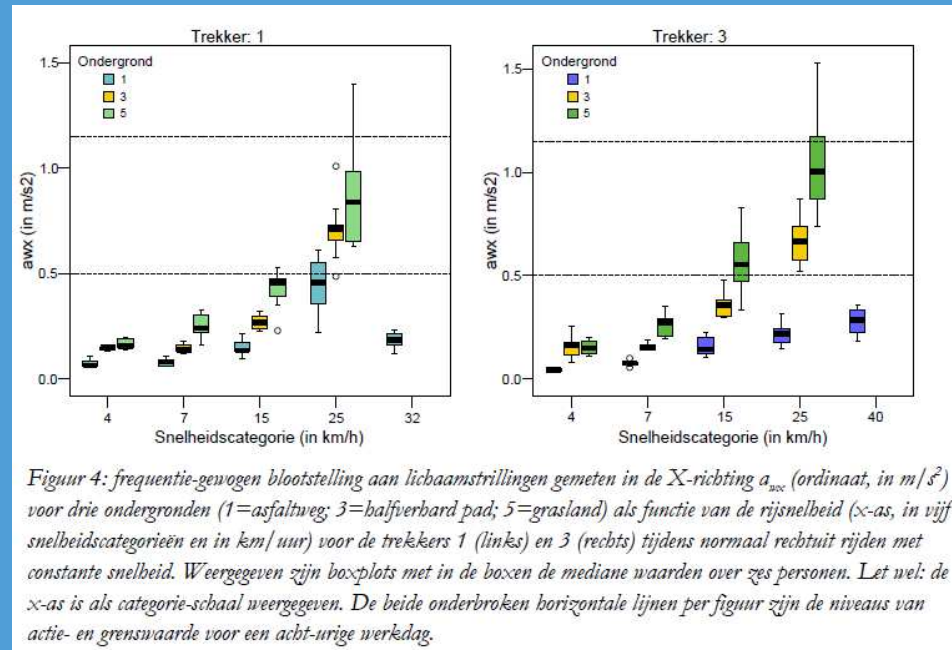 Trekker: 1
Ondergrond
1
3
5
1.5
1.0
0.5
0.0
awx (in m/s2)
4 7 15 25 32
Snelheidscategorie (in km/h)
Trekker: 3
Ondergrond
1
3
5
1.5
1.0
0.5
0.0
awx (in m/s2)
4 7 15 25 40
Snelheidscategorie (in km/h)
Figuur 4: frequentie-gewogen blootstelling aan lichaamstrillingen gemeten in de X-richting awx (ordinaat, in m/s²)
voor drie ondergronden (1=asfaltweg; 3=halfverhard pad; 5=grasland) als functie van de rijsnelheid (x-as, in vijf
snelheidscategorieën en in km/uur) voor de trekkers 1 (links) en 3 (rechts) tijdens normaal rechtuit rijden met
constante snelheid. Weergegeven zijn boxplots met in de boxen de mediane waarden over zes personen. Let wel: de
x-as is als categorie-schaal weergegeven. De beide onderbroken horizontale lijnen per figuur zijn de niveaus van
actie- en grenswaarde voor een acht-urige werkdag.